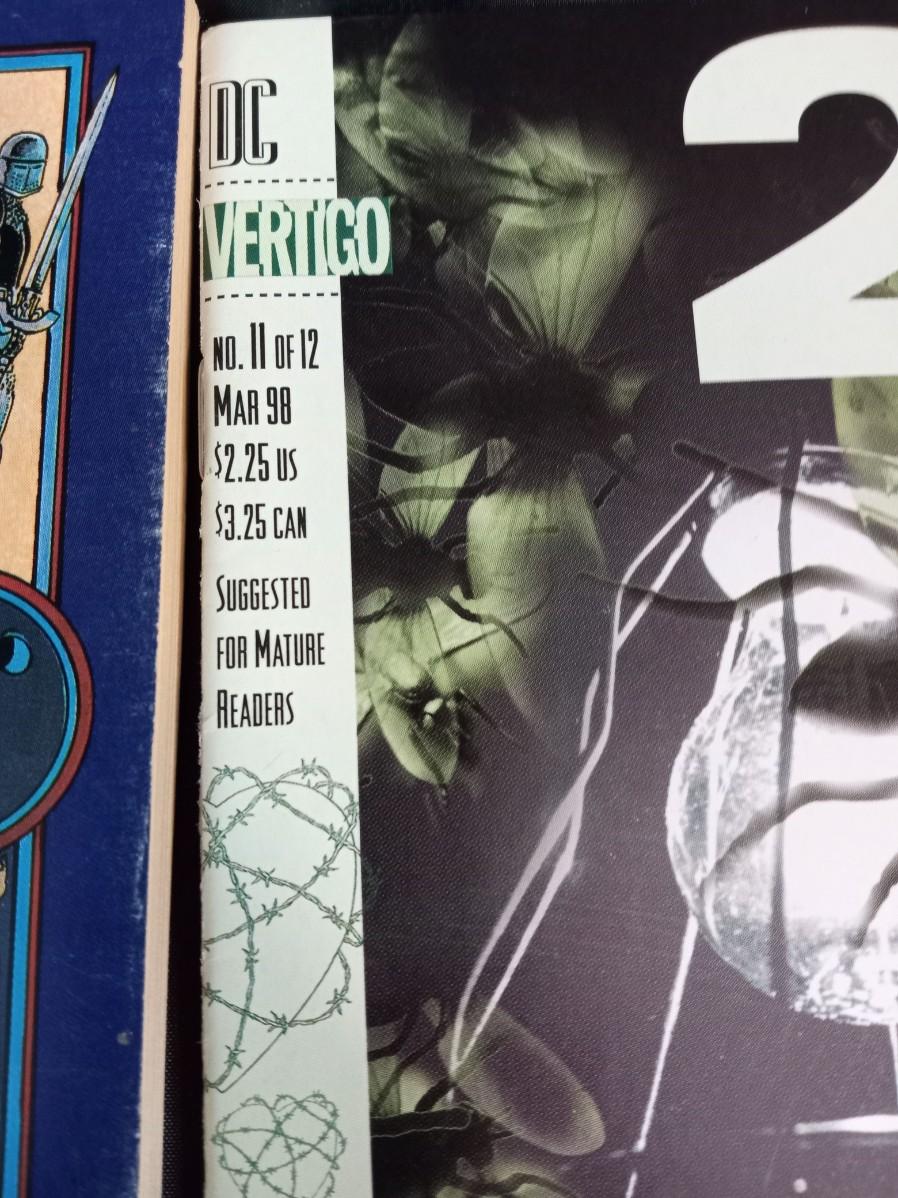 DC
VERTIGO
NO. 11 OF 12
MAR 98
$2.25 US
$3.25 CAN
SUGGESTED
FOR MATURE
READERS
2